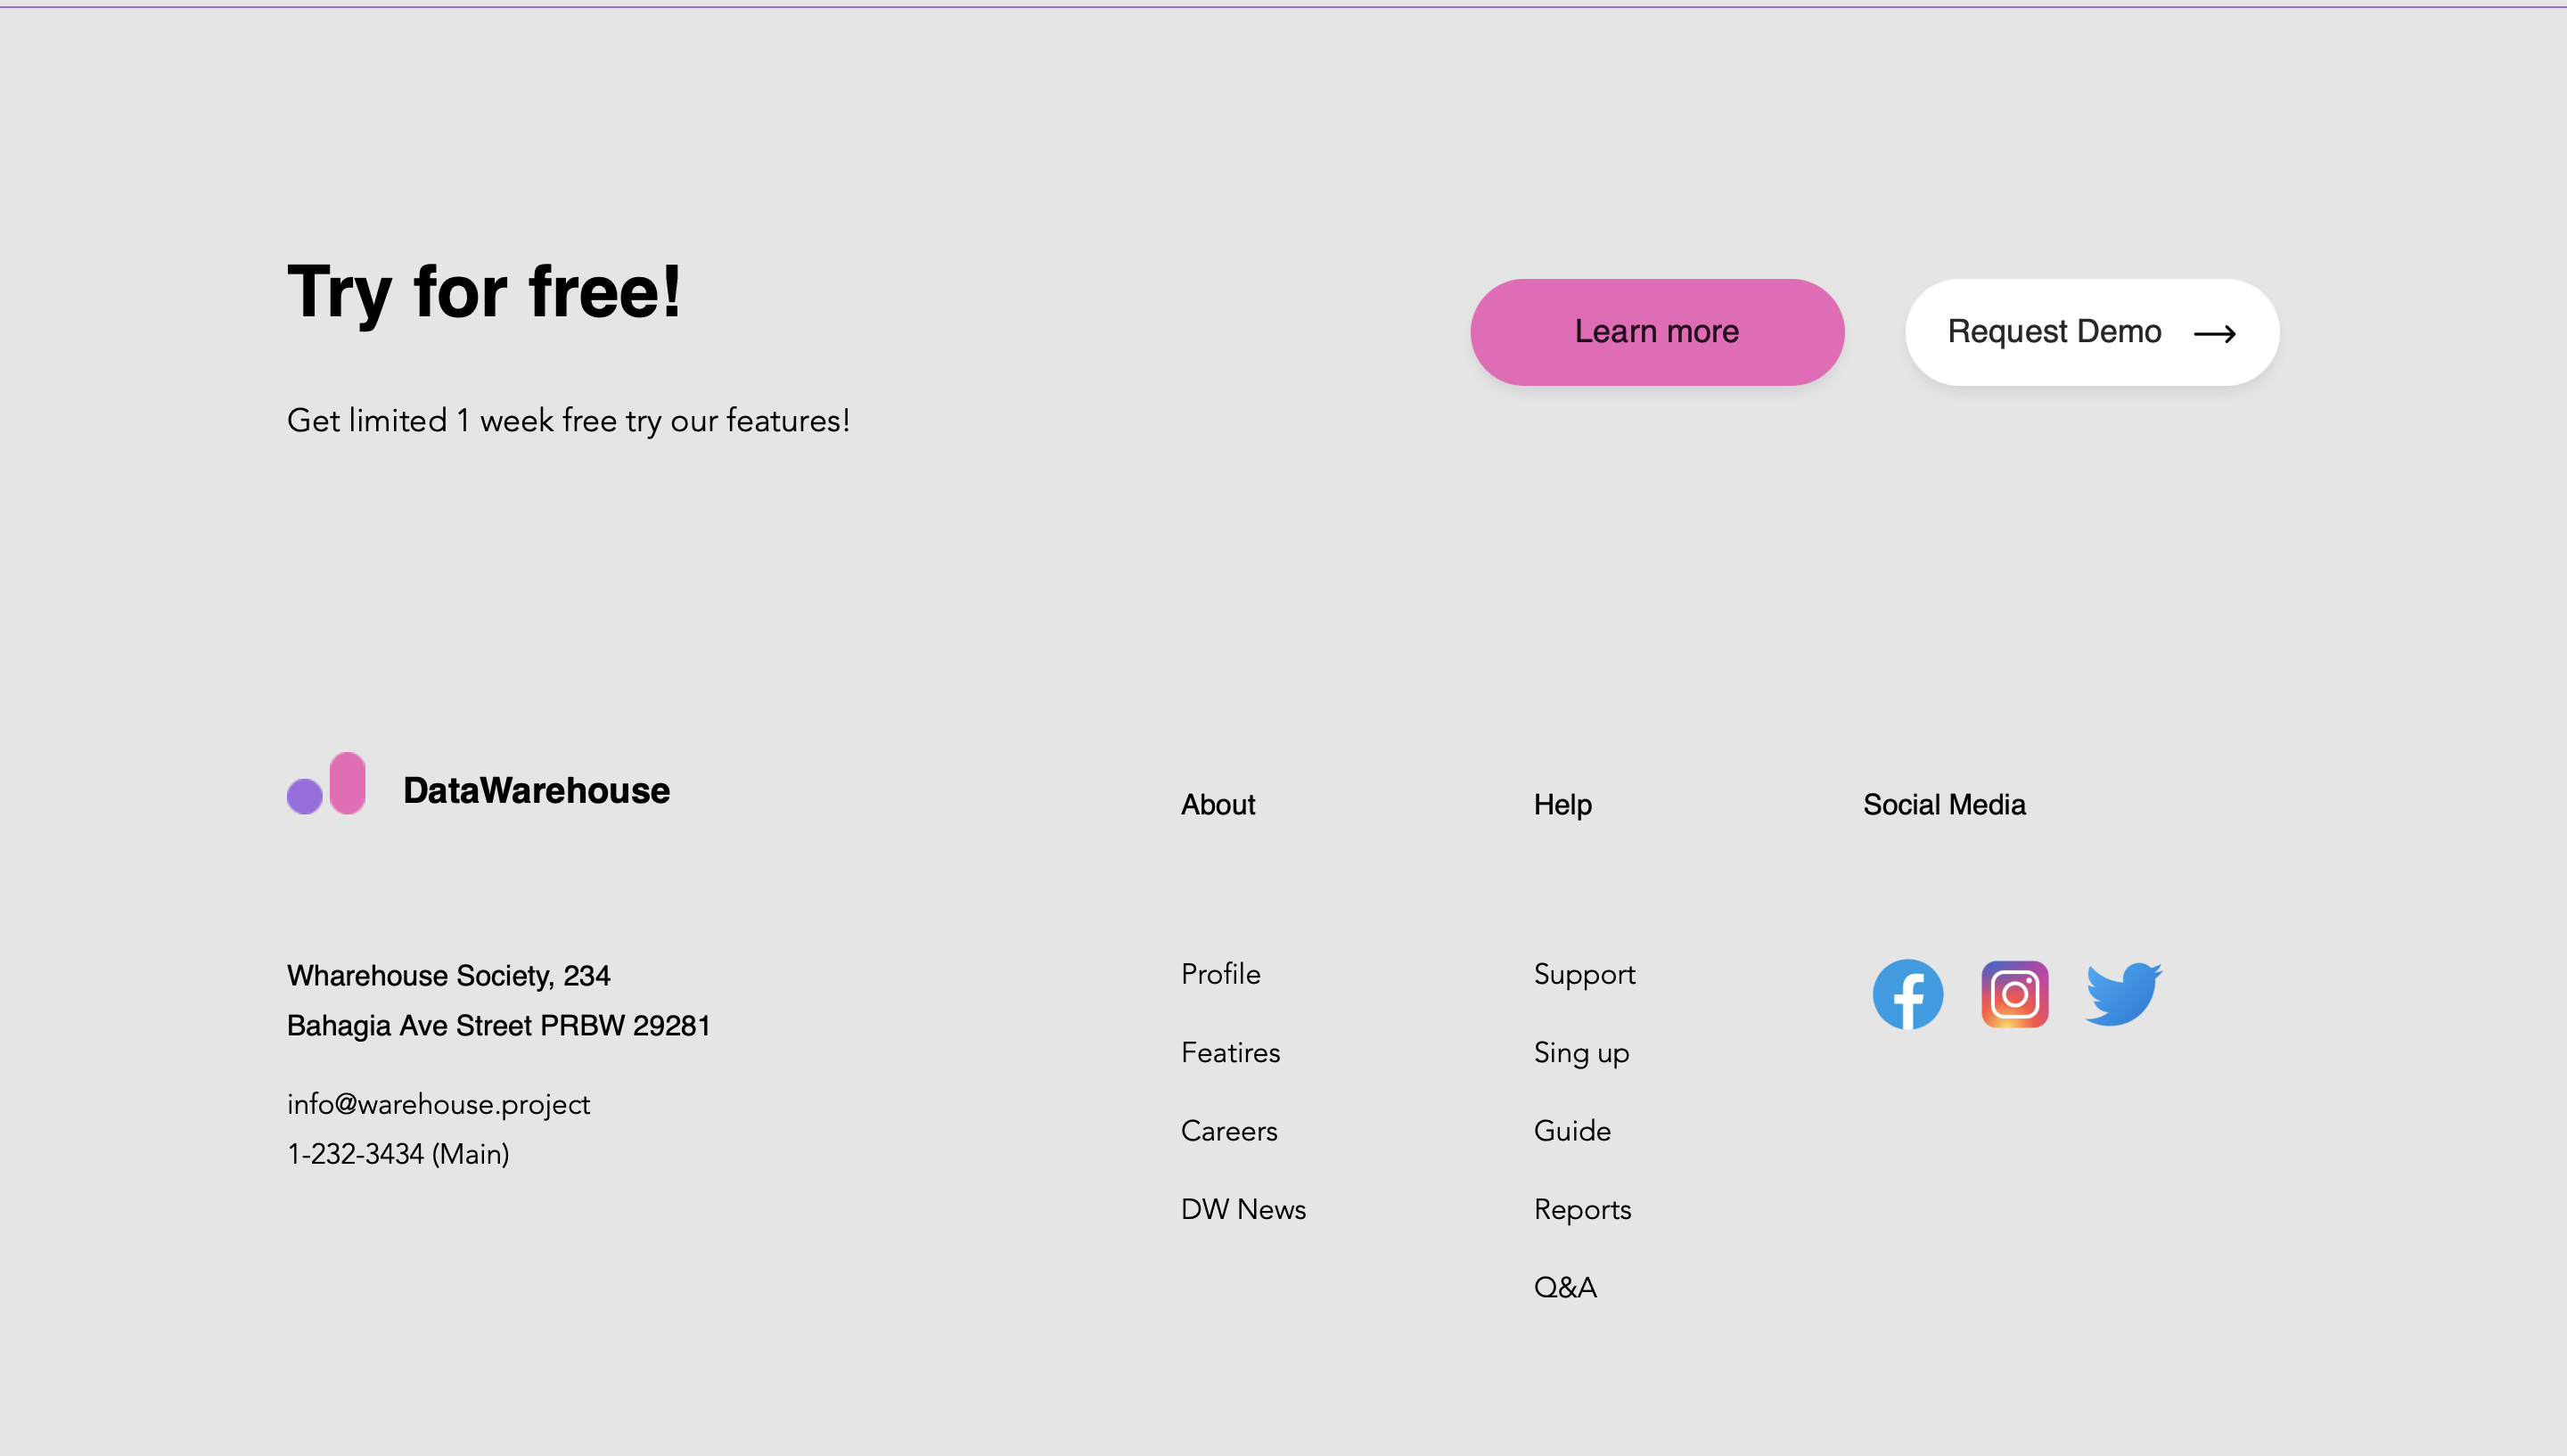 Try for free!
Get limited 1 week free try our features!
Learn more
Request Demo
DataWarehouse
Wharehouse Society, 234
Bahagia Ave Street PRBW 29281
info@warehouse.project
1-232-3434 (Main)
About
Profile
Featires
Careers
DW News
Help
Support
Sing up
Guide
Reports
Q&A
Social Media